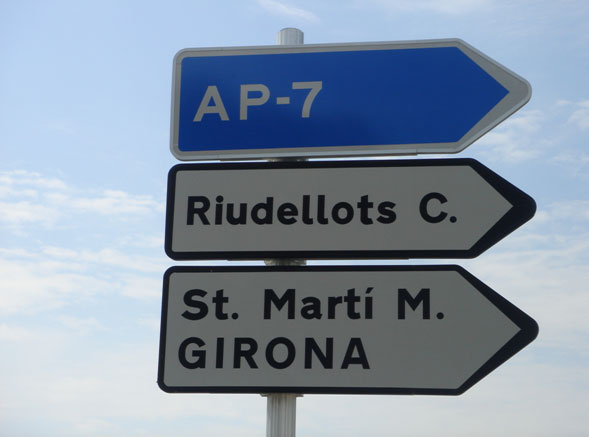 AP-7
Riudellots C.
St. Martí M.
GIRONA